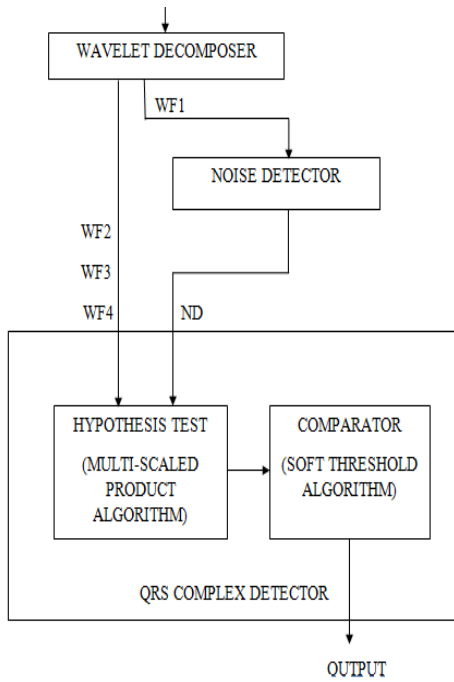 WAVELET DECOMPOSER
WF1
NOISE DETECTOR
WF2
WF3
WF4
ND
HYPOTHESIS TEST
(MULTI-SCALED
PRODUCT
ALGORITHM)
COMPARATOR
(SOFT THRESHOLD
ALGORITHM)
QRS COMPLEX DETECTOR
OUTPUT